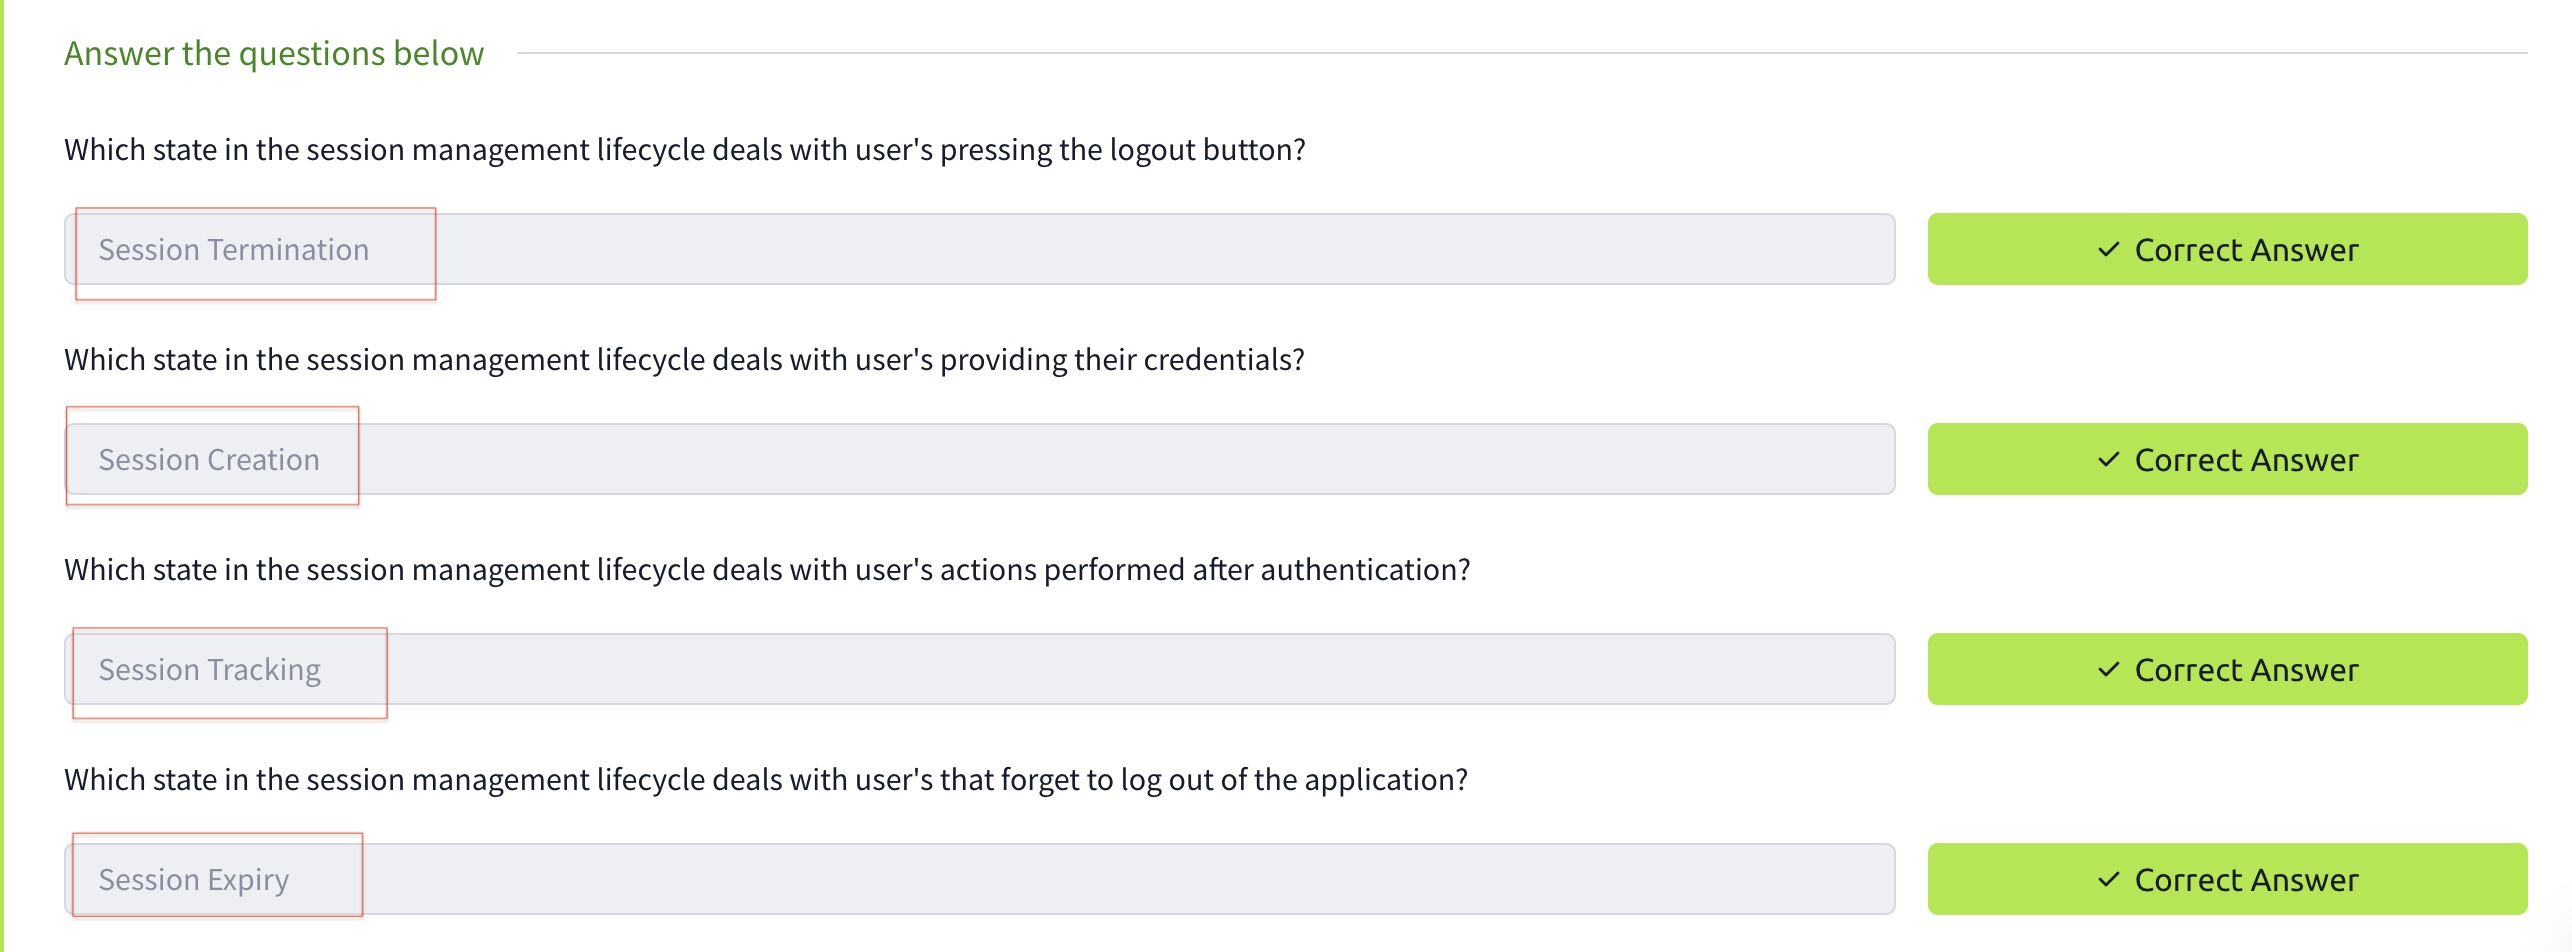 Answer the questions below
Which state in the session management lifecycle deals with user's pressing the logout button?
Session Termination
Correct Answer
Which state in the session management lifecycle deals with user's providing their credentials?
Session Creation
Correct Answer
Which state in the session management lifecycle deals with user's actions performed after authentication?
Session Tracking
Correct Answer
Which state in the session management lifecycle deals with user's that forget to log out of the application?
Session Expiry
Correct Answer